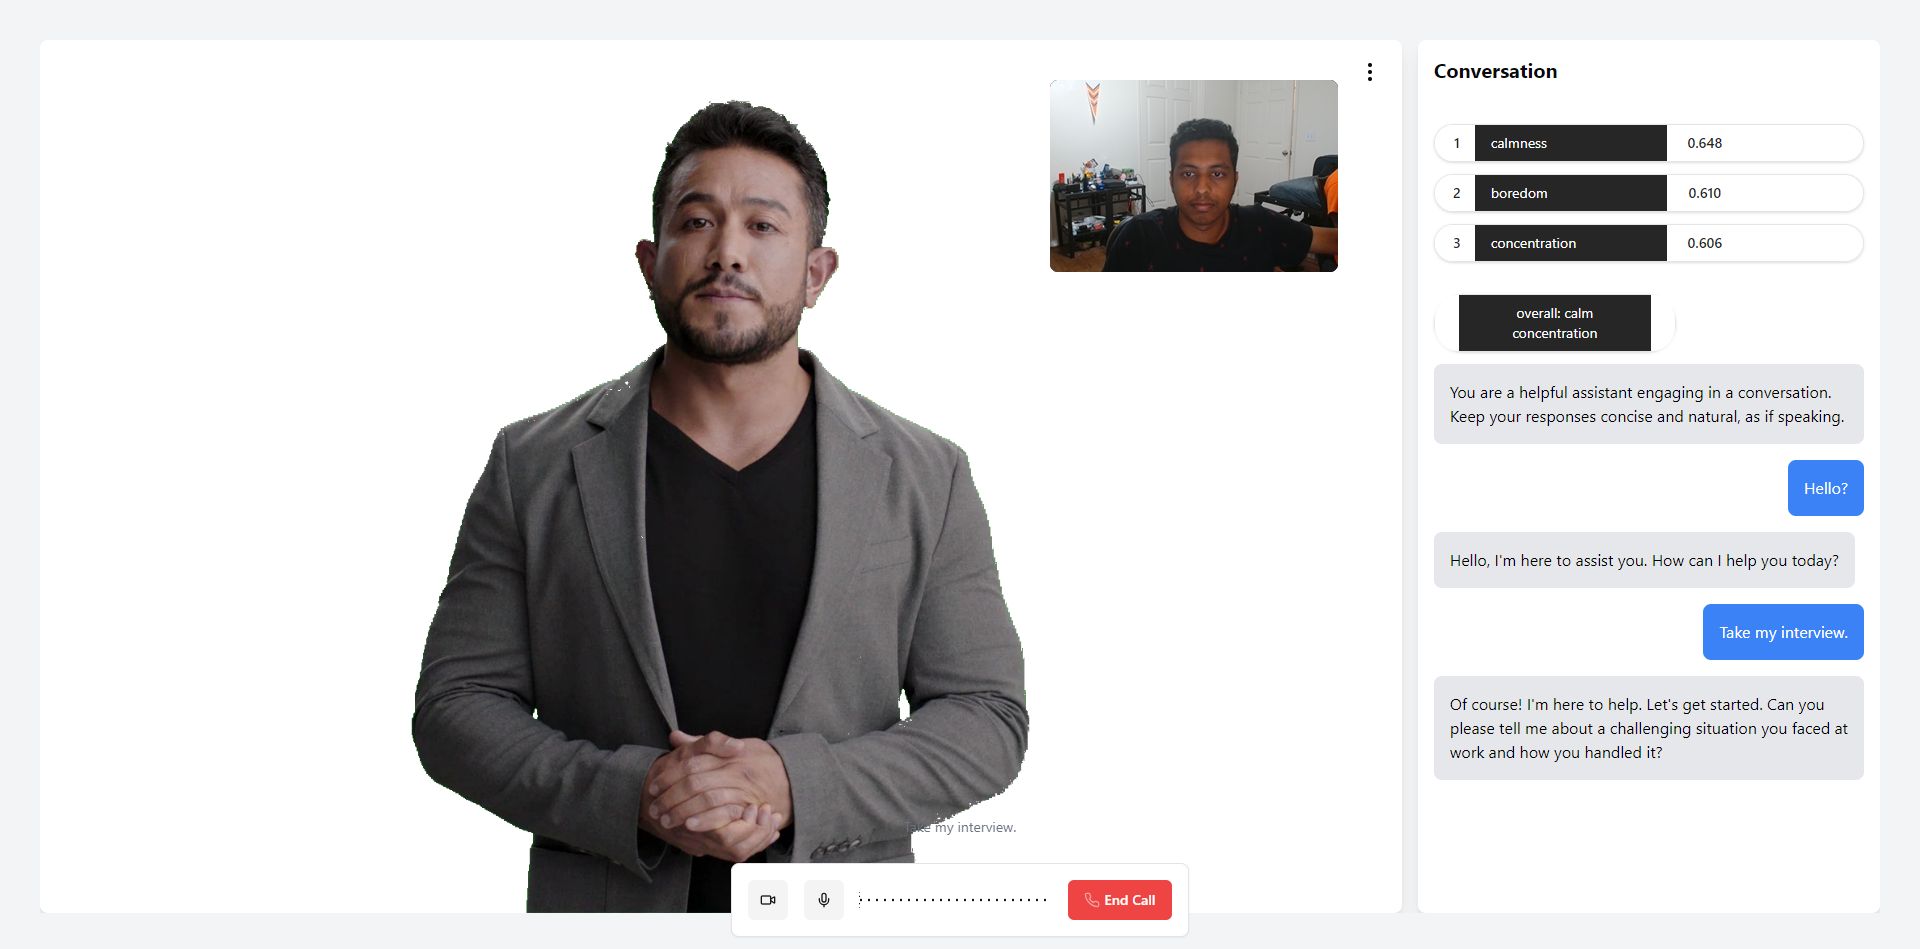 Conversation
1 calmness 0.648
2 boredom 0.610
3 concentration 0.606
overall: calm
concentration
You are a helpful assistant engaging in a conversation.
Keep your responses concise and natural, as if speaking.
Hello?
Hello, I'm here to assist you. How can I help you today?
Take my interview.
Of course! I'm here to help. Let's get started. Can you
please tell me about a challenging situation you faced at
work and how you handled it?
Take my interview.
End Call